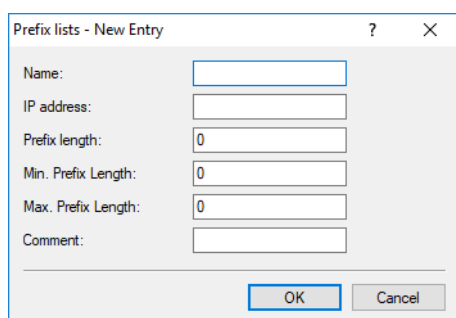 Prefix lists - New Entry ?
Name:
IP address:
Prefix length: 0
Min. Prefix Length: 0
Max. Prefix Length: 0
Comment:
OK Cancel